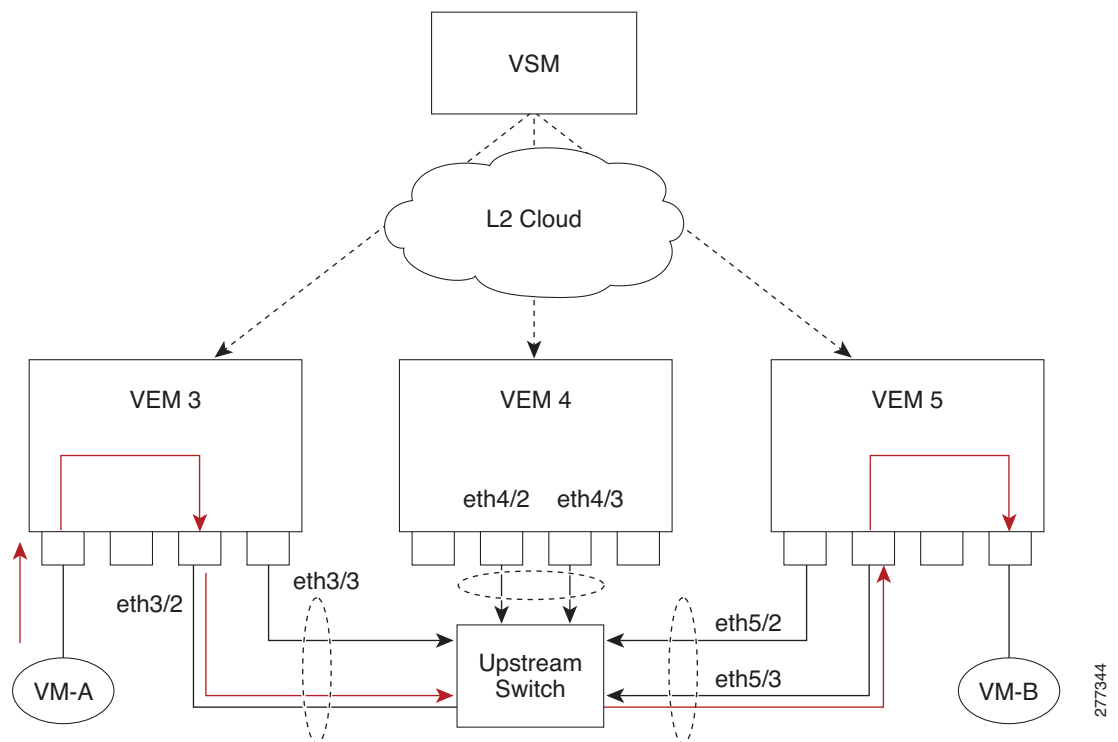 VSM
L2 Cloud
VEM 3
VEM 4
VEM 5
eth4/2
eth4/3
eth3/3
eth3/2
eth5/2
eth5/3
Upstream
Switch
VM-A
VM-B
277344